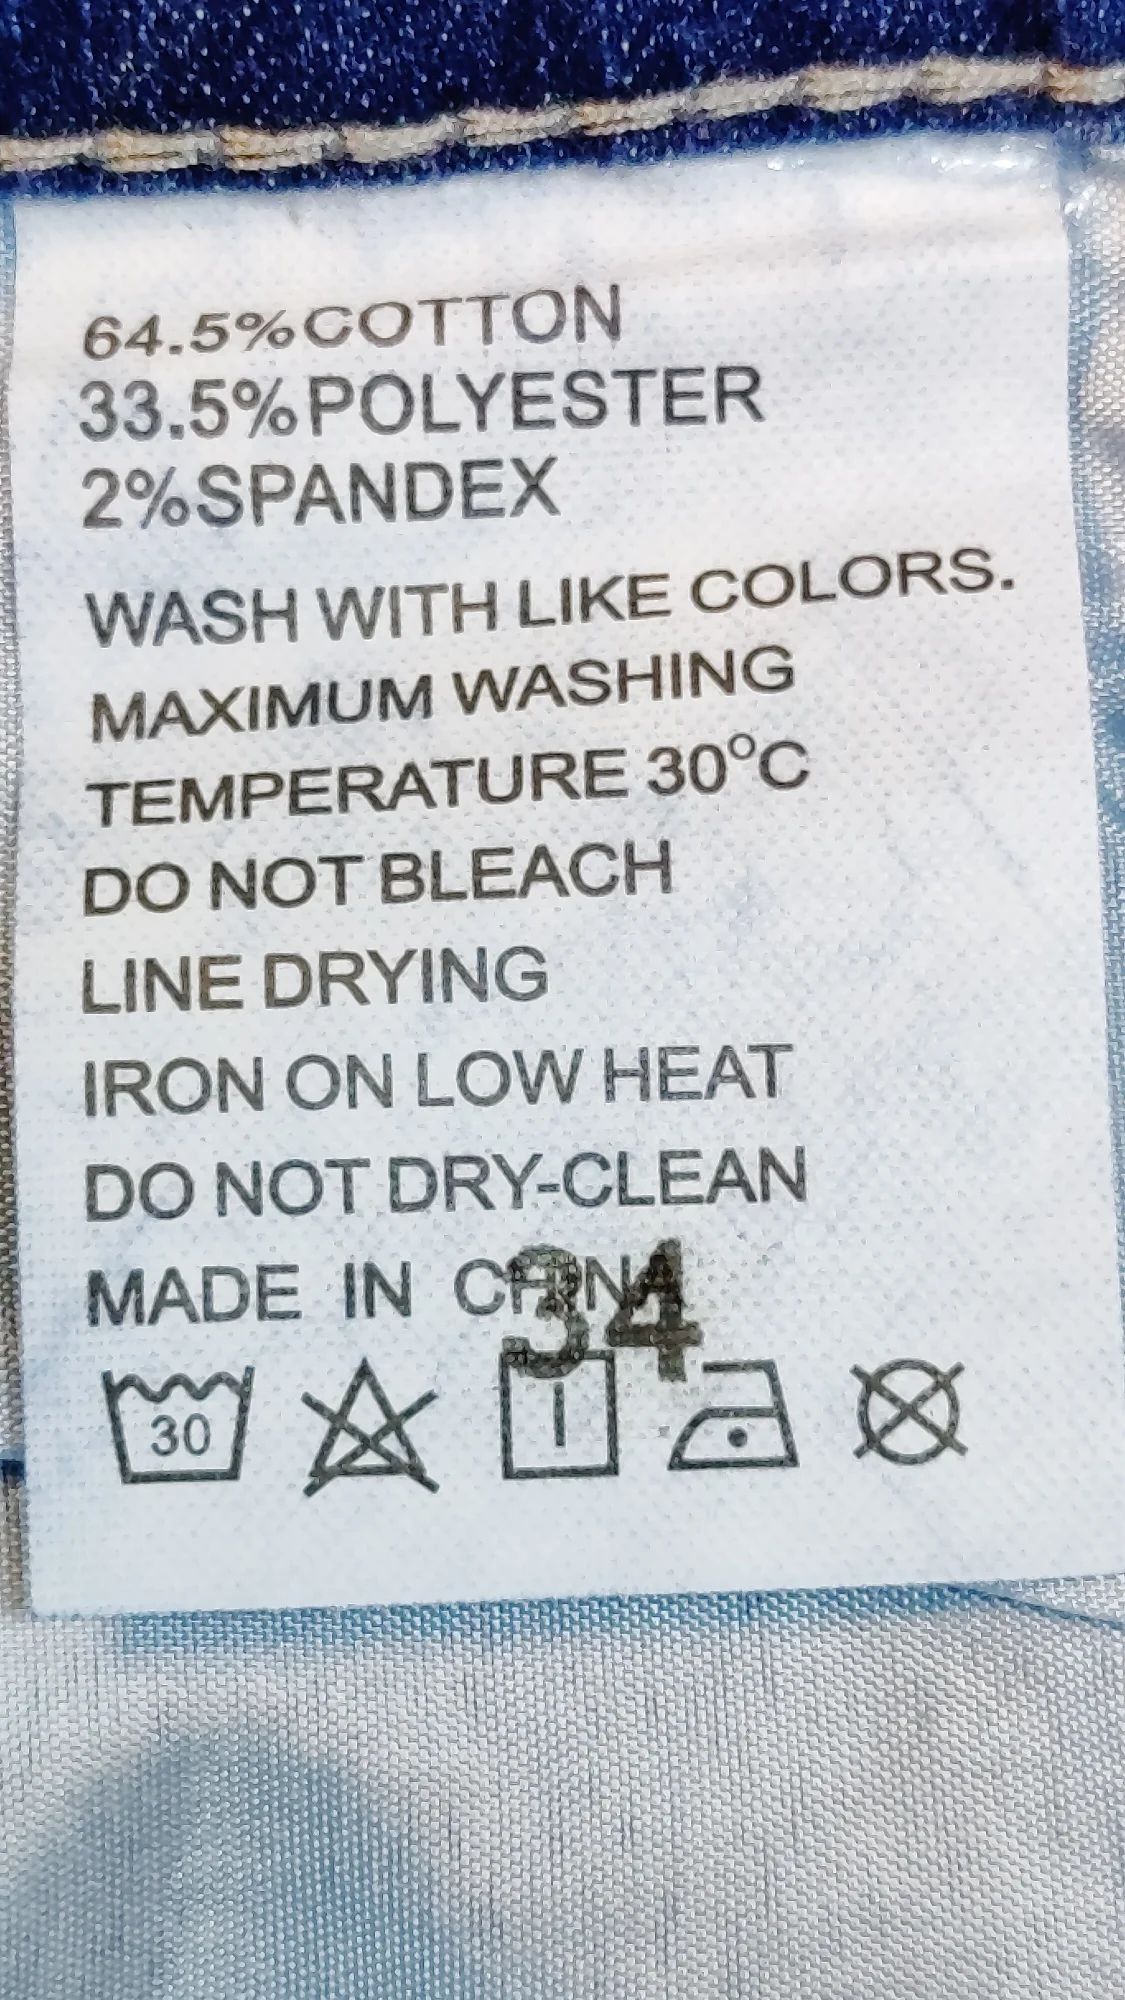 64.5%COTTON
33.5%POLYESTER
2%SPANDEX
WASH WITH LIKE COLORS.
MAXIMUM WASHING
TEMPERATURE 30°C
DO NOT BLEACH
LINE DRYING
IRON ON LOW HEAT
DO NOT DRY-CLEAN
MADE IN CHINA
34
30